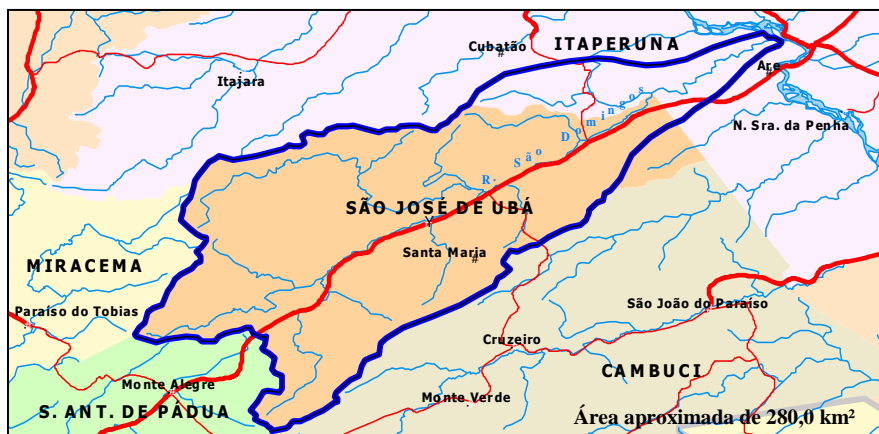 Cubatão
ITAPERUNA
Itajara
Are
N. Sra. da Penha
R. São Domingos
SÃO JOSÉ DE UBÁ
Santa Maria
MIRACEMA
Paraíso do Tobias
São João do Paraíso
Cruzeiro
CAMBUCI
Monte Alegre
Monte Verde
S. ANT. DE PÁDUA
Área aproximada de 280,0 km²